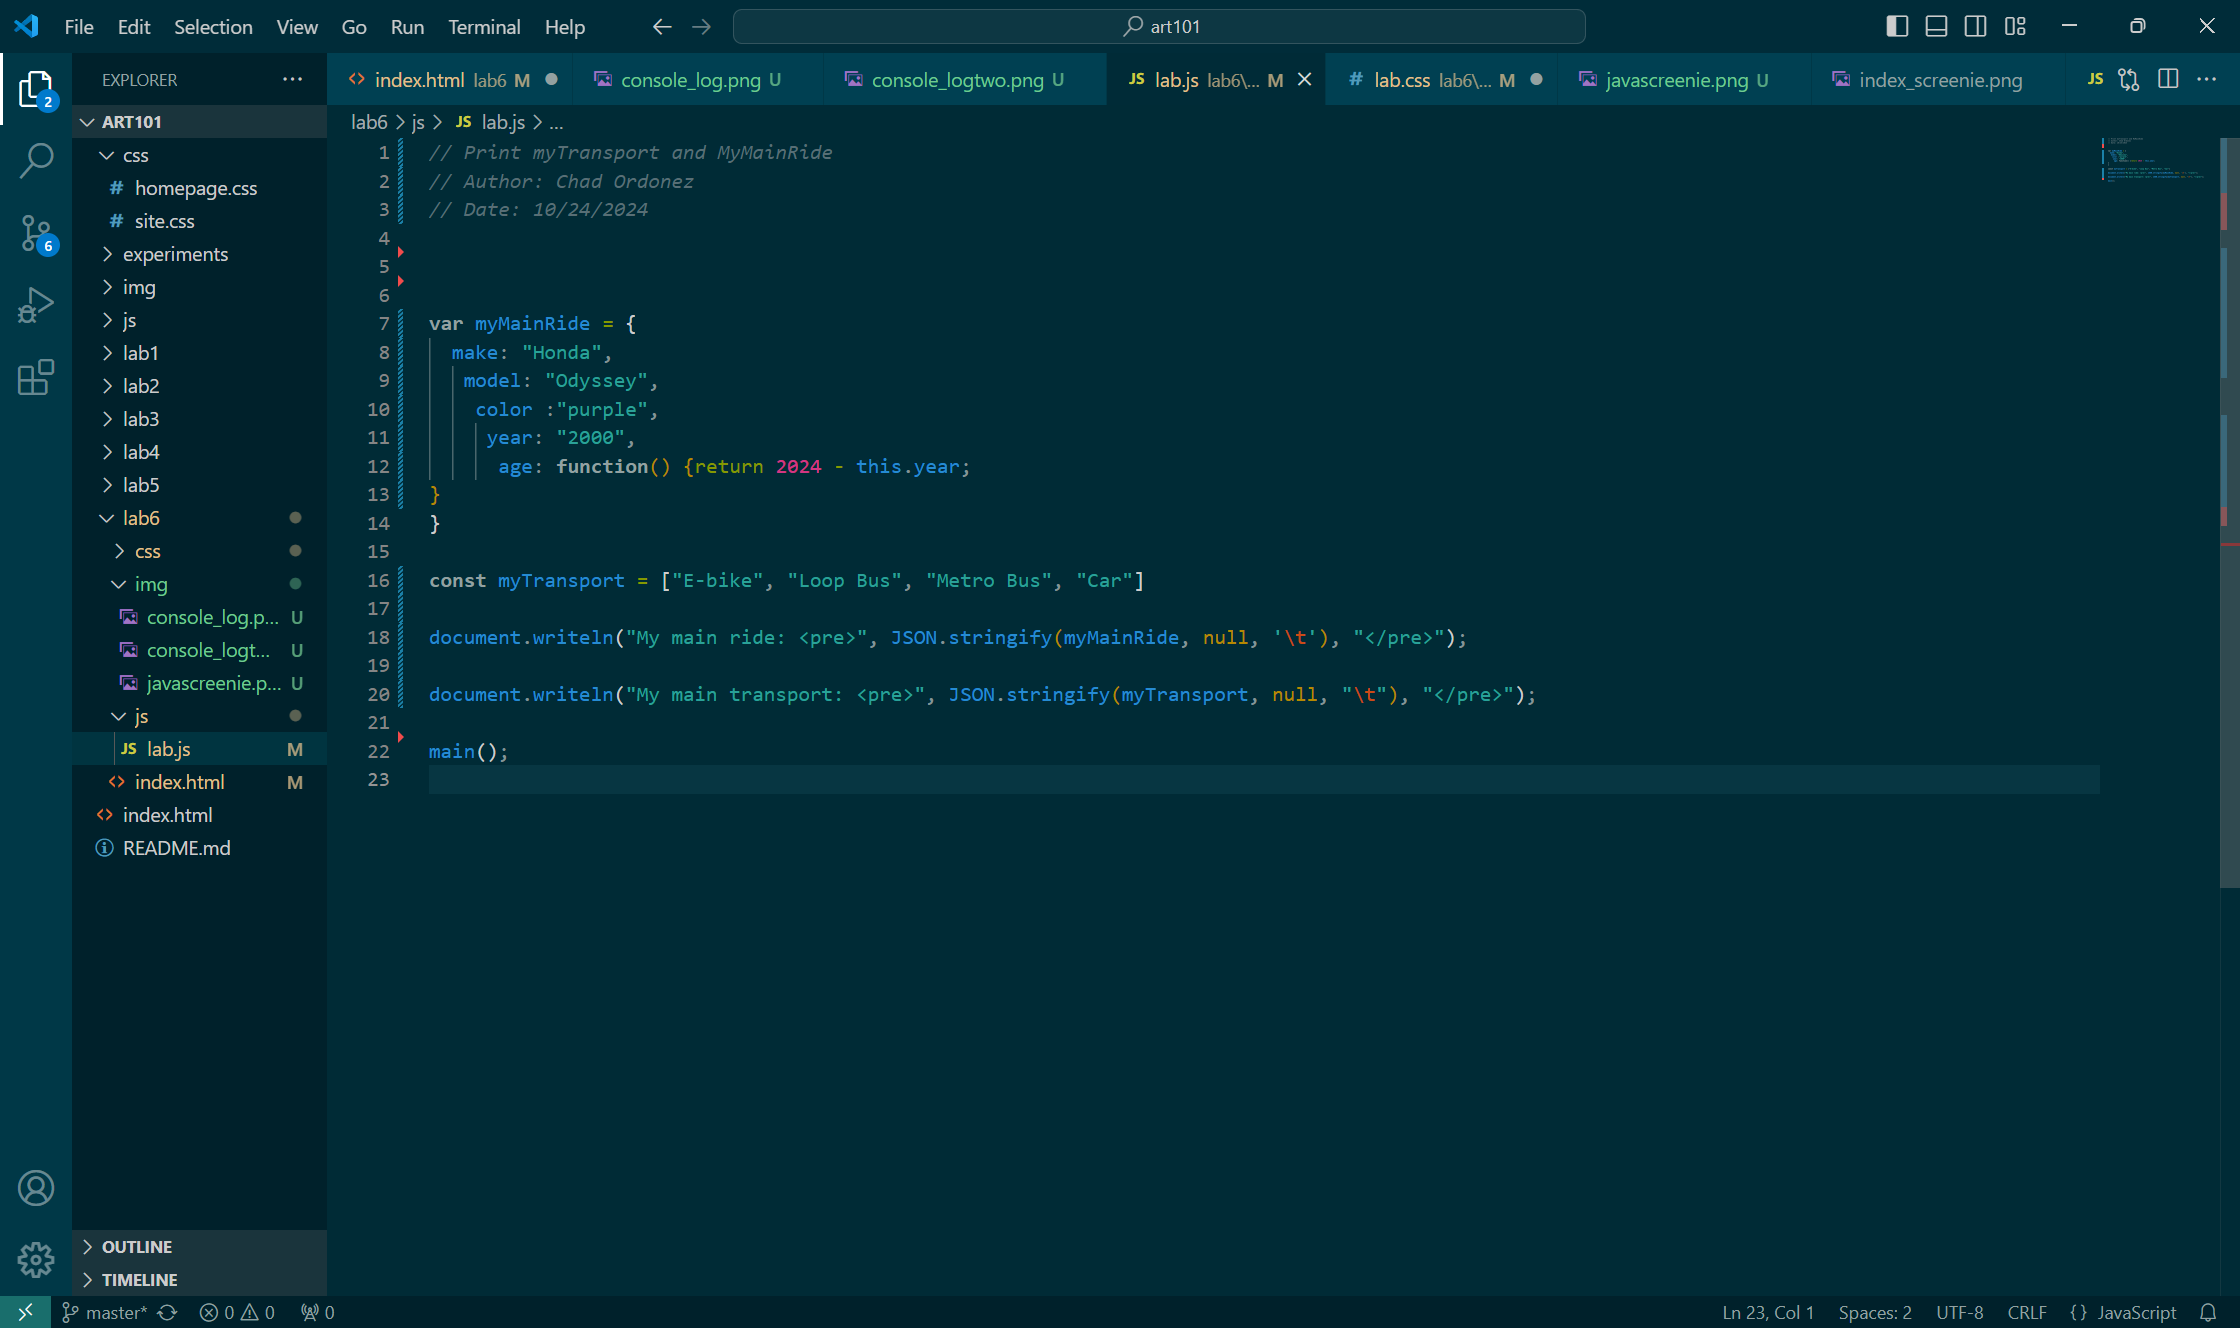 File Edit Selection View Go Run Terminal Help art101
EXPLORER
index.html lab6 M
console_log.png U
console_logtwo.png U
lab.js lab6\... M
lab.css lab6\... M
javascreenie.png U
index_screenie.png
lab6 > js > JS lab.js > ...
2
6
ART101
css
homepage.css
site.css
experiments
img
js
lab1
lab2
lab3
lab4
lab5
lab6
css
img
console_log.p... U
console_logt... U
javascreenie.p... U
js
JS lab.js M
index.html M
index.html
README.md
OUTLINE
TIMELINE
1 // Print myTransport and MyMainRide
2 // Author: Chad Ordonez
3 // Date: 10/24/2024
4
5
6
7 var myMainRide = {
8 make: "Honda",
9 model: "Odyssey",
10 color :"purple",
11 year: "2000",
12 age: function() {return 2024 - this.year;
13 }
14 }
15
16 const myTransport = ["E-bike", "Loop Bus", "Metro Bus", "Car"]
17
18 document.writeln("My main ride: <pre>", JSON.stringify(myMainRide, null, '\t'), "</pre>");
19
20 document.writeln("My main transport: <pre>", JSON.stringify(myTransport, null, "\t"), "</pre>");
21
22 main();
23
master* 0 0 0 Ln 23, Col 1 Spaces: 2 UTF-8 CRLF {} JavaScript